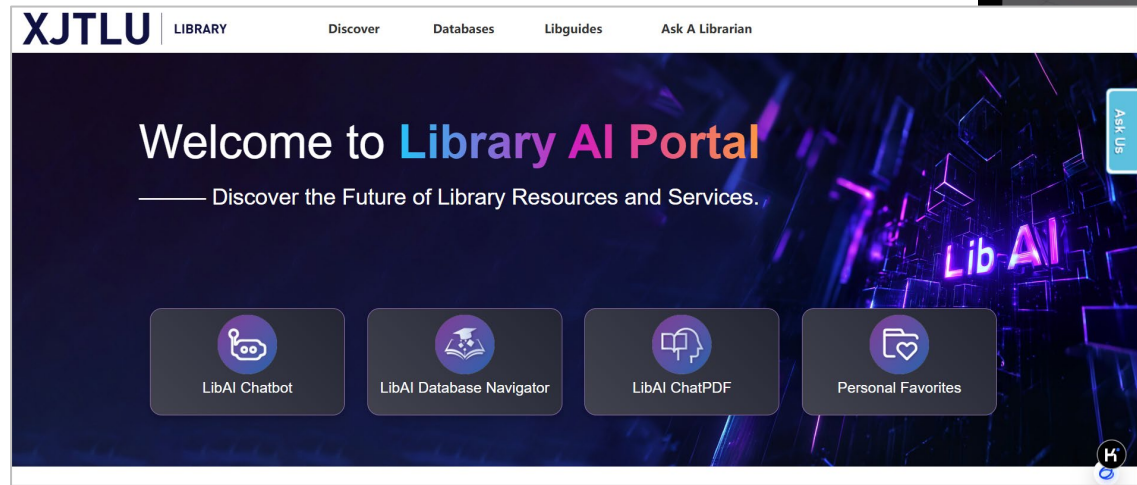 XJTLU LIBRARY Discover Databases Libguides Ask A Librarian
Welcome to Library AI Portal
Discover the Future of Library Resources and Services.
Ask Us
Lib AI
LibAI Chatbot LibAI Database Navigator LibAI ChatPDF Personal Favorites
K